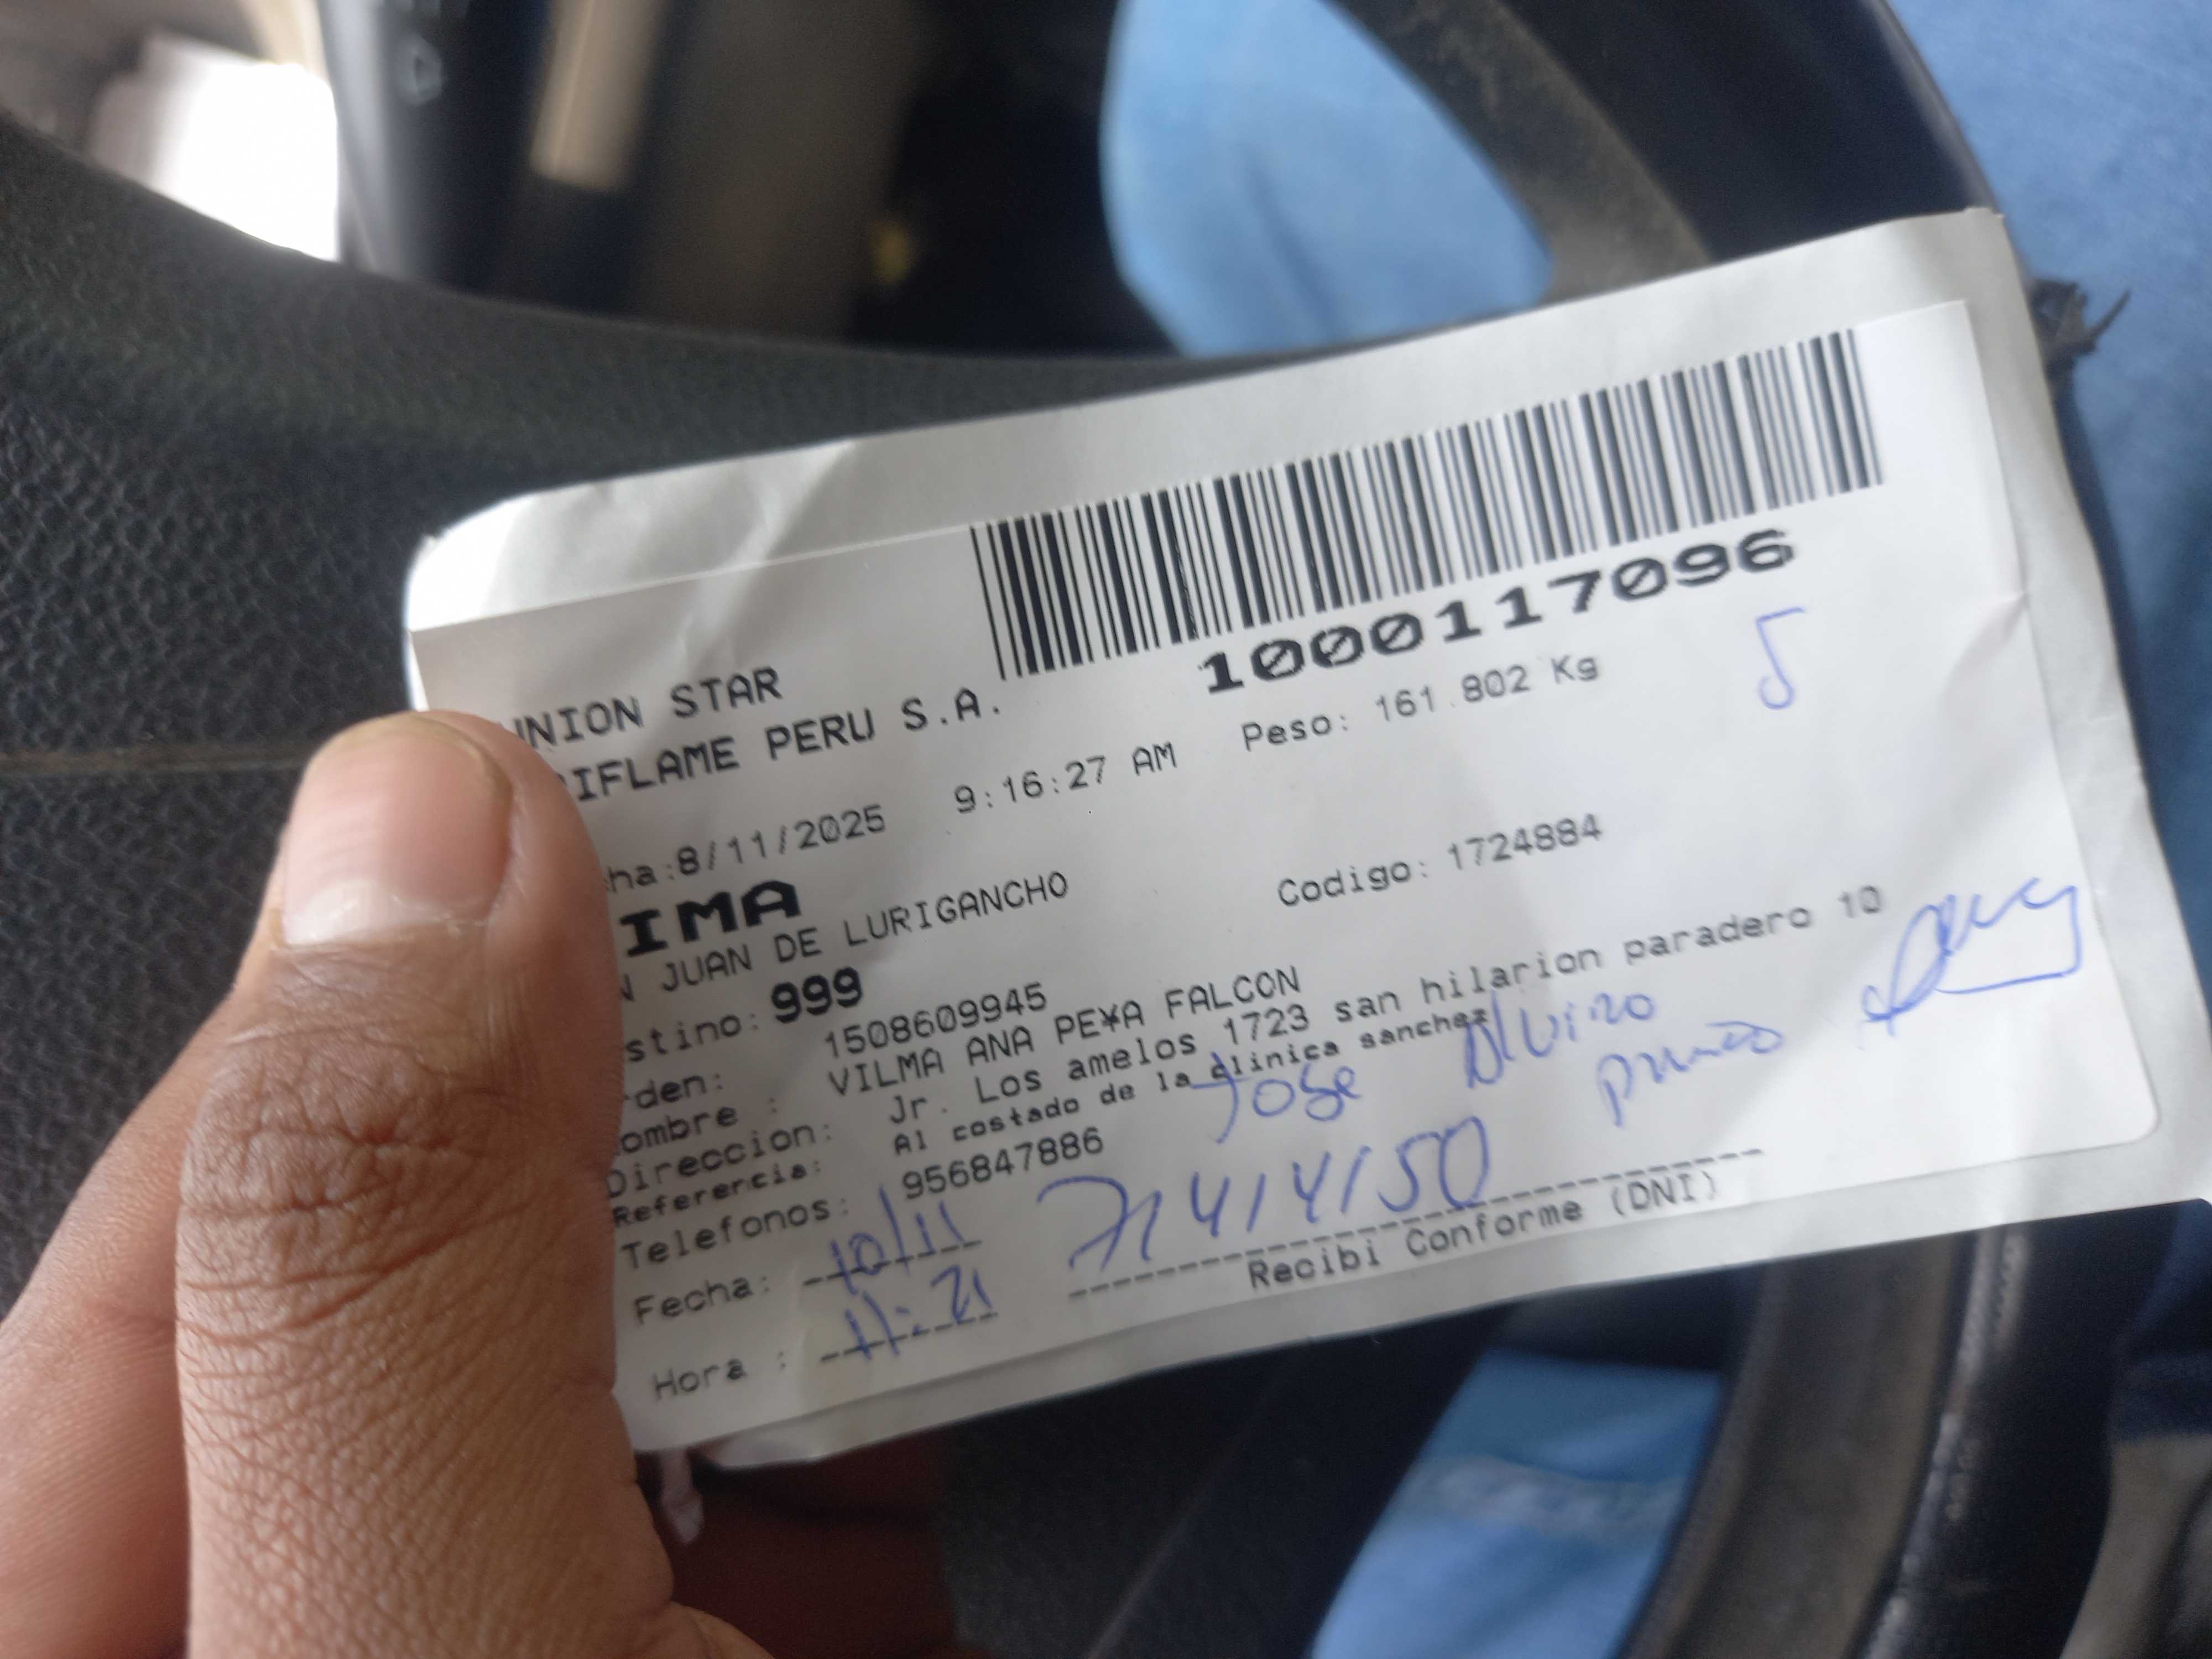 1000117096
UNION STAR
RIFLAME PERU S.A.
ha:8/11/2025 9:16:27 AM Peso: 161.802 Kg
5
IMA
N JUAN DE LURIGANCHO Codigo: 1724884
stino: 999
rden: 1508609945
ombre : VILMA ANA PE¥A FALCON
Direccion: Jr. Los amelos 1723 san hilarion paradero 10
Referencia: Al costado de la clinica sanchez
Telefonos: 956847886
Jose
Fecha: 10/11 71414150
Hora : 11:21
Recibi Conforme (DNI)